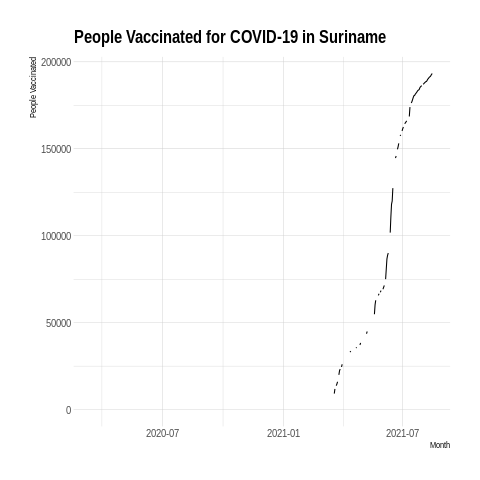 People Vaccinated for COVID-19 in Suriname
People Vaccinated
200000
150000
100000
50000
0
2020-07
2021-01
2021-07
Month